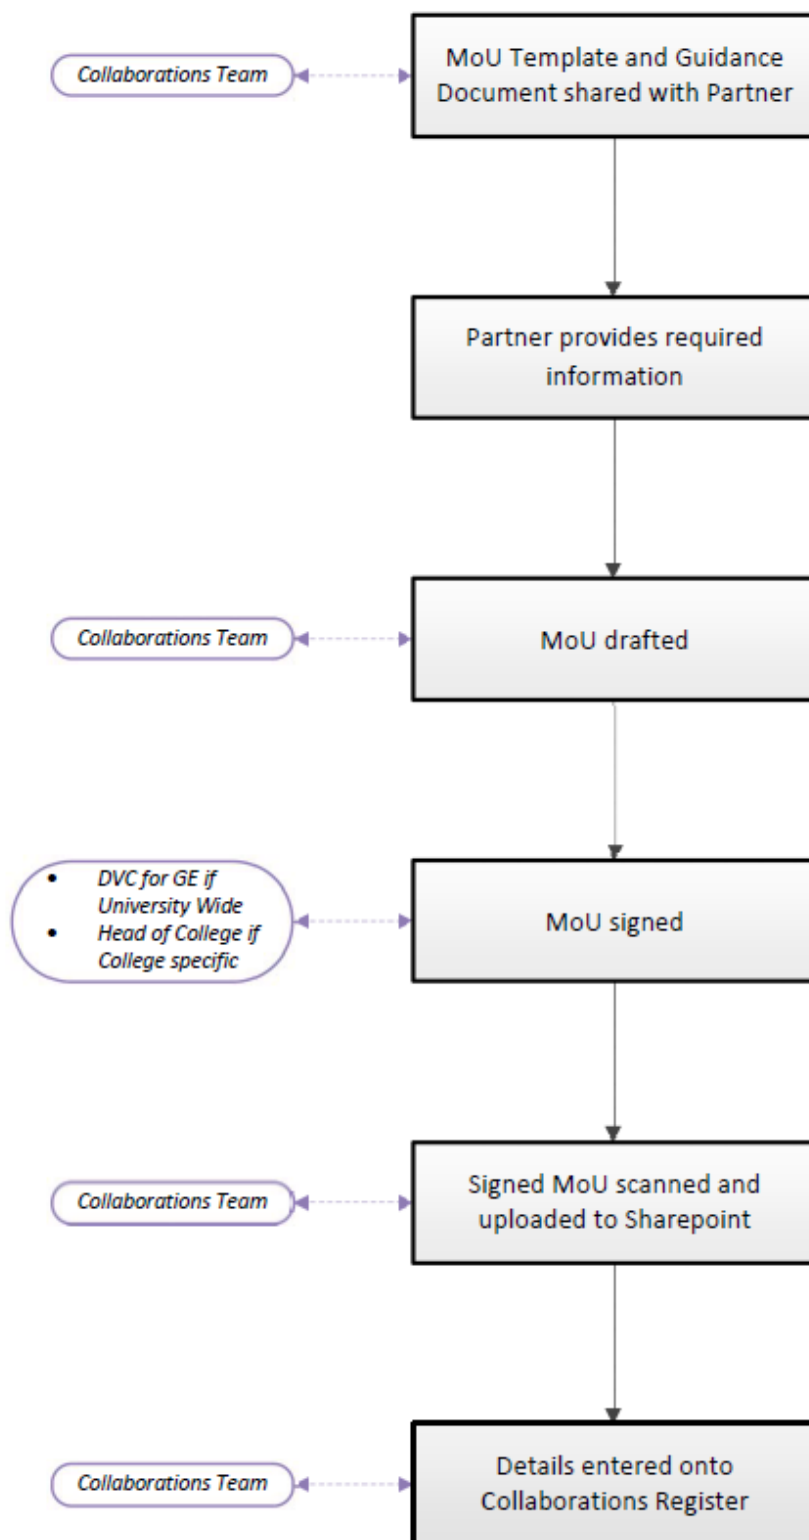 Collaborations Team
MoU Template and Guidance
Document shared with Partner
Partner provides required
information
Collaborations Team
MoU drafted
• DVC for GE if
University Wide
• Head of College if
College specific
MoU signed
Collaborations Team
Signed MoU scanned and
uploaded to Sharepoint
Collaborations Team
Details entered onto
Collaborations Register